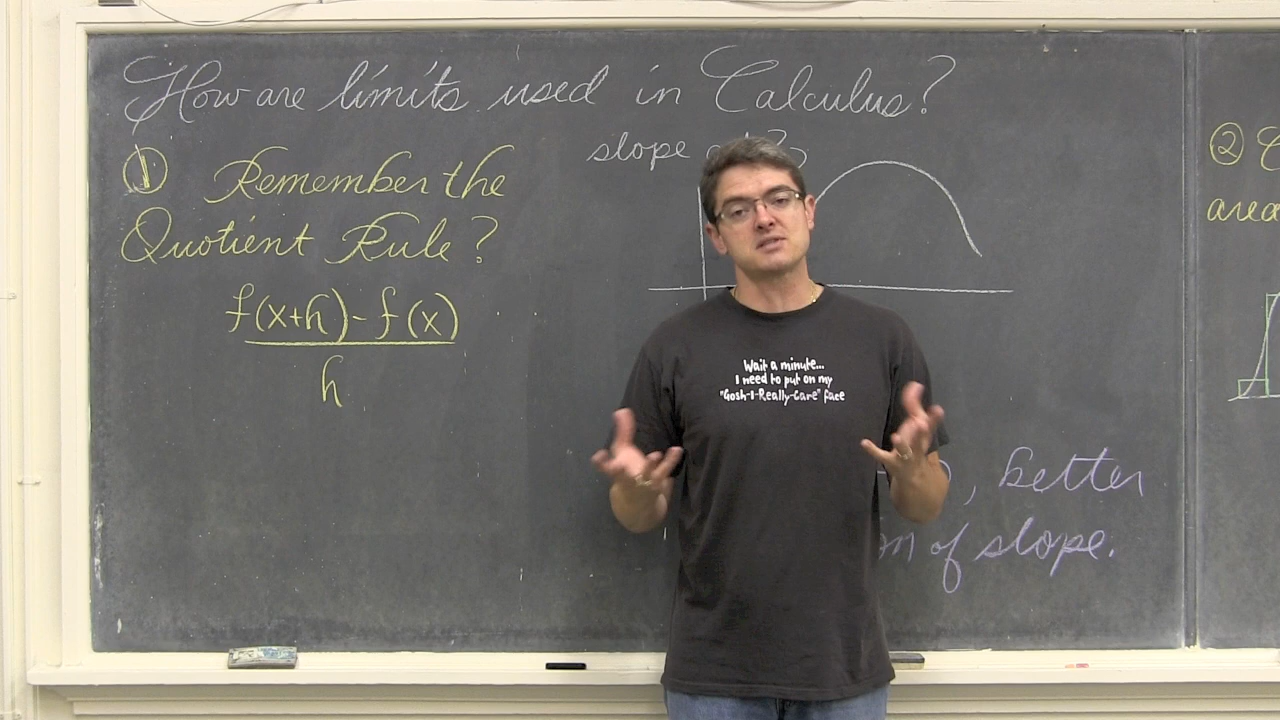 How are limits used in Calculus?
① Remember the
Quotient Rule?
f(x+h) - f(x)
h
slope
, better
of slope.
②
area
Wait a minute...
I need to put on my
"Gosh-I-Really-Care" face